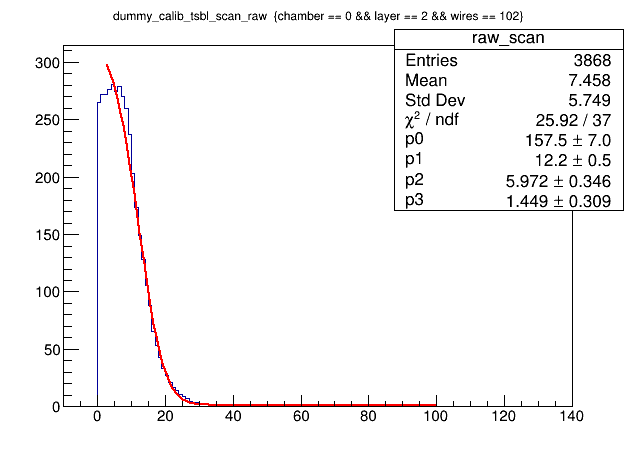 dummy_calib_tsbl_scan_raw {chamber == 0 && layer == 2 && wires == 102}
raw_scan
Entries 3868
Mean 7.458
Std Dev 5.749
χ² / ndf 25.92 / 37
p0 157.5 ± 7.0
p1 12.2 ± 0.5
p2 5.972 ± 0.346
p3 1.449 ± 0.309
300
250
200
150
100
50
0
0 20 40 60 80 100 120 140